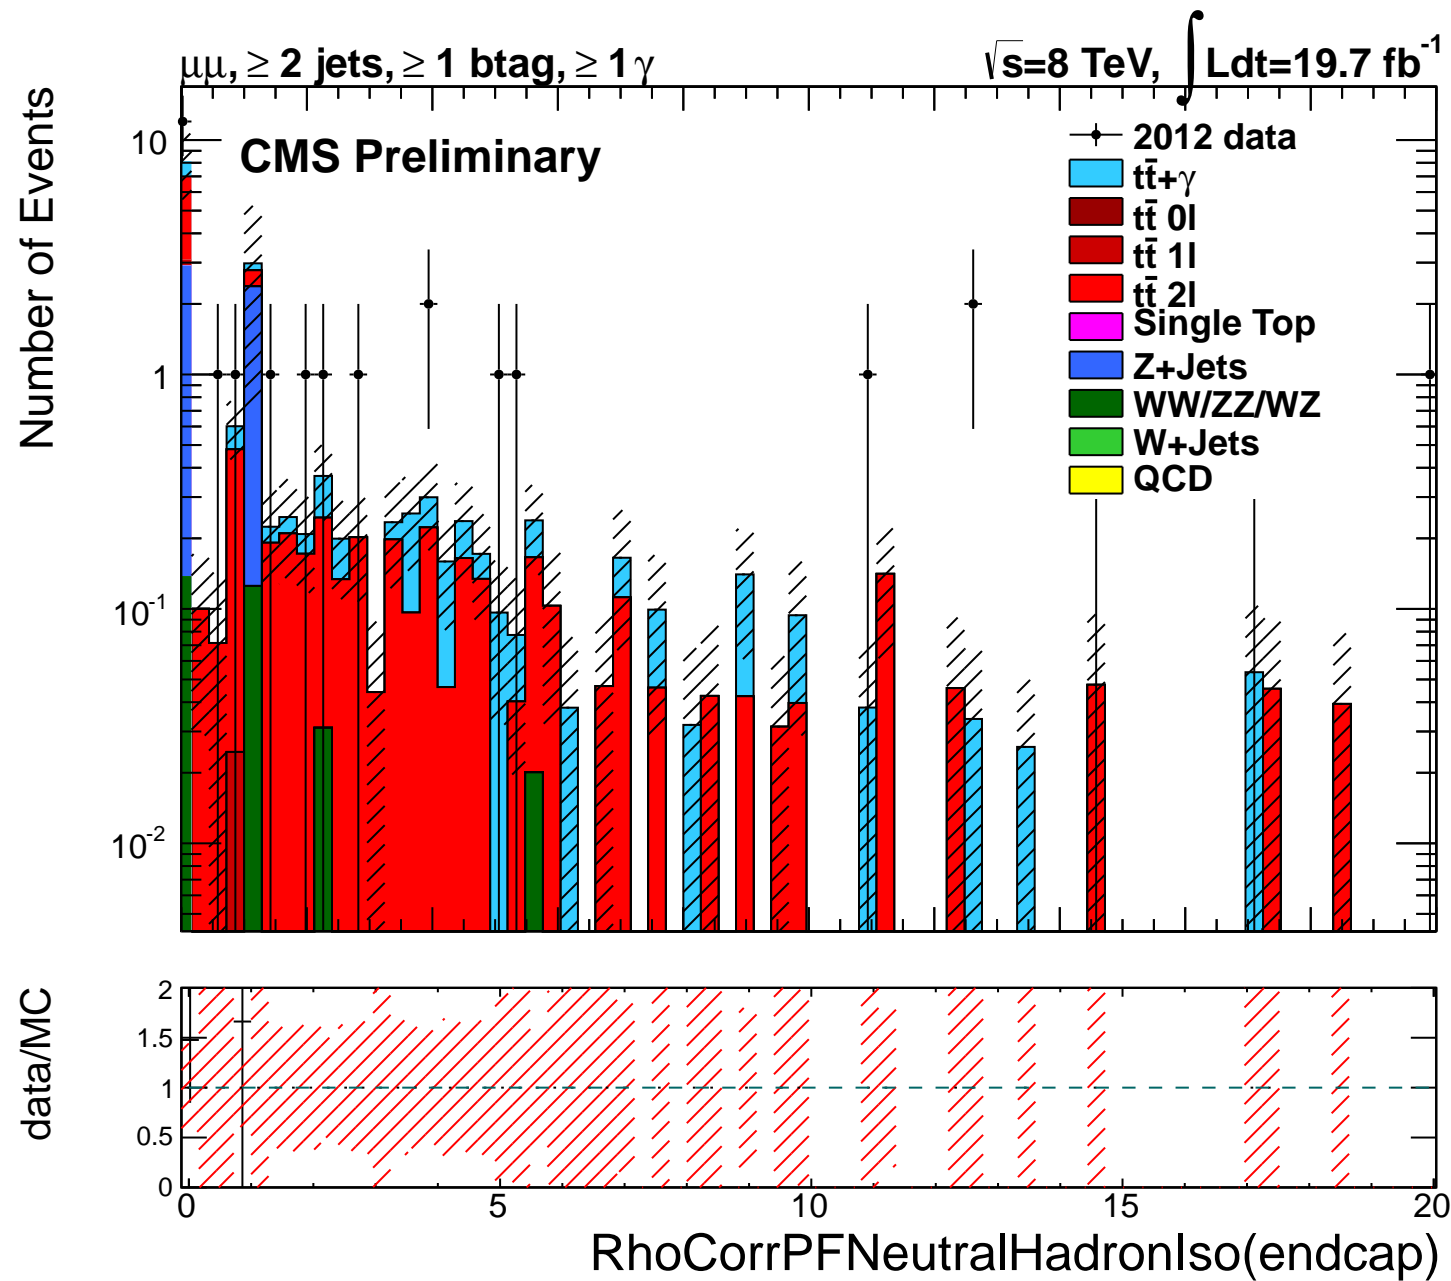 μμ, ≥ 2 jets, ≥ 1 btag, ≥ 1 γ
√s=8 TeV, ∫ Ldt=19.7 fb⁻¹
CMS Preliminary
2012 data
tt̄+γ
tt̄ 0l
tt̄ 1l
tt̄ 2l
Single Top
Z+Jets
WW/ZZ/WZ
W+Jets
QCD
Number of Events
10
1
10⁻¹
10⁻²
data/MC
2
1.5
1
0.5
0
0 5 10 15 20
RhoCorrPFNeutralHadronIso(endcap)